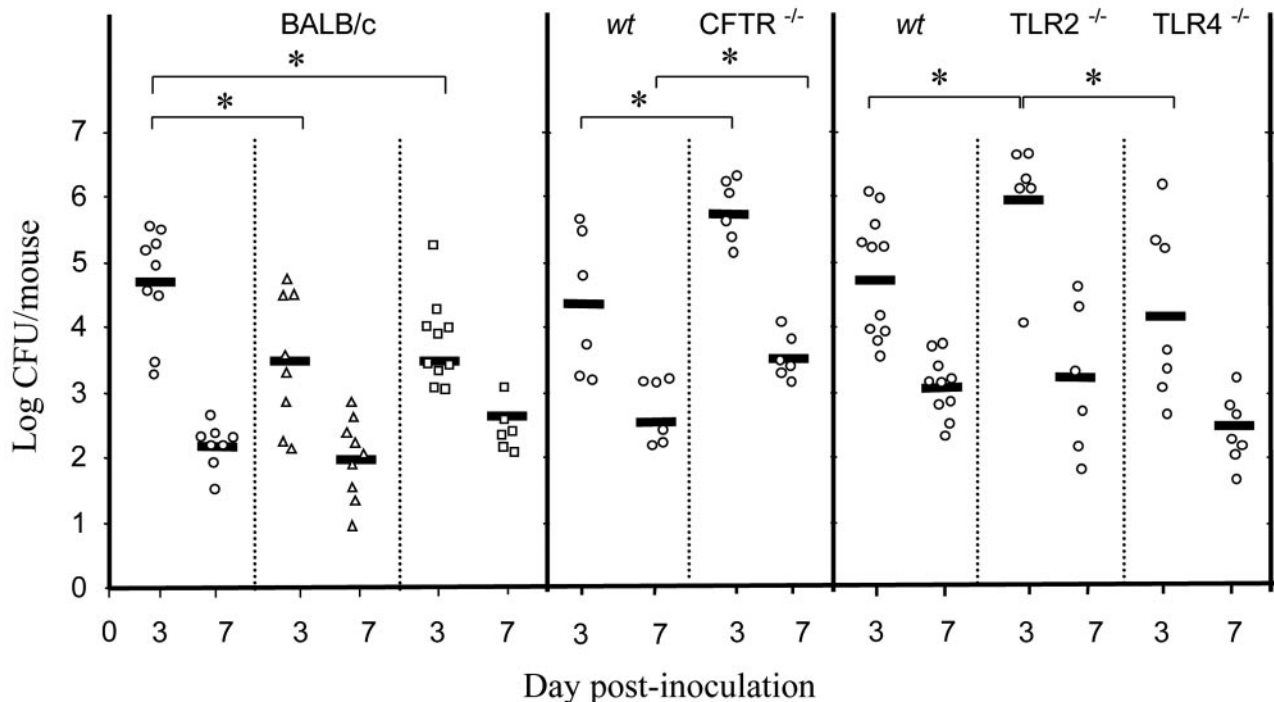 BALB/c wt CFTR -/- wt TLR2 -/- TLR4 -/-
* * * * * *
7
6
5
4
3
2
1
0
Log CFU/mouse
0 3 7 3 7 3 7 3 7 3 7 3 7 3 7 3 7
Day post-inoculation